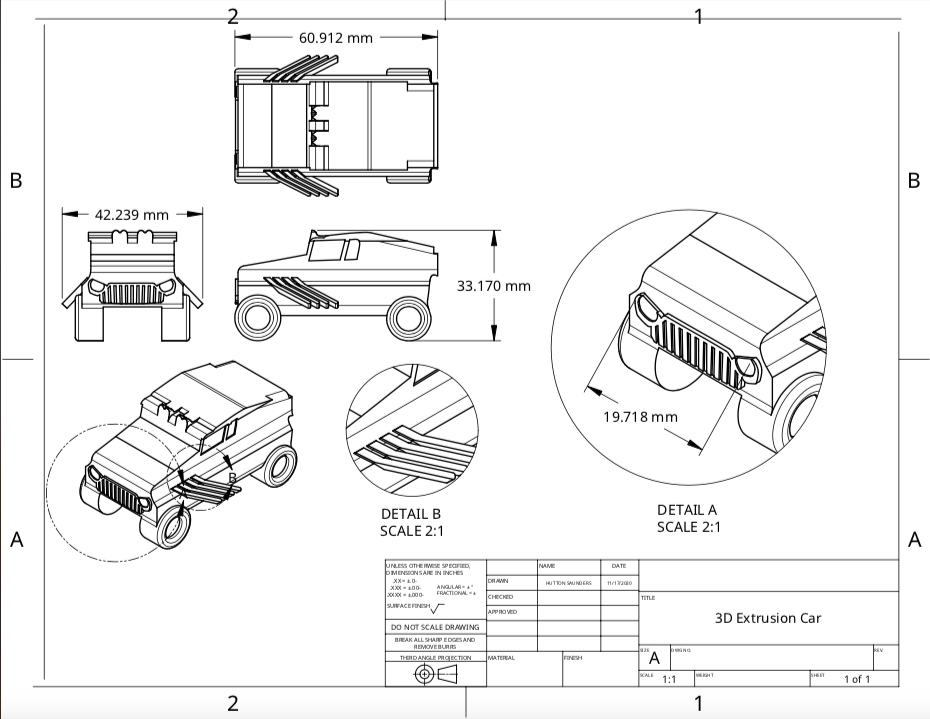 2
1
60.912 mm
B
B
42.239 mm
33.170 mm
19.718 mm
B
DETAIL B
SCALE 2:1
DETAIL A
SCALE 2:1
A
A
UNLESS OTHERWISE SPECIFIED,
DIMENSIONS ARE IN INCHES
.XX = ±.0-
.XXX = ±.00-
.XXXX = ±.000-
ANGULAR = ± °
FRACTIONAL = ±
SURFACE FINISH
DO NOT SCALE DRAWING
BREAK ALL SHARP EDGES AND
REMOVE BURRS
THIRD ANGLE PROJECTION
NAME
DATE
DRAWN
HUTTON SAUNDERS
11/17/2020
CHECKED
APPROVED
MATERIAL
FINISH
TITLE
3D Extrusion Car
SIZE
A
DWG NO.
REV.
SCALE
1:1
WEIGHT
SHEET
1 of 1
2
1